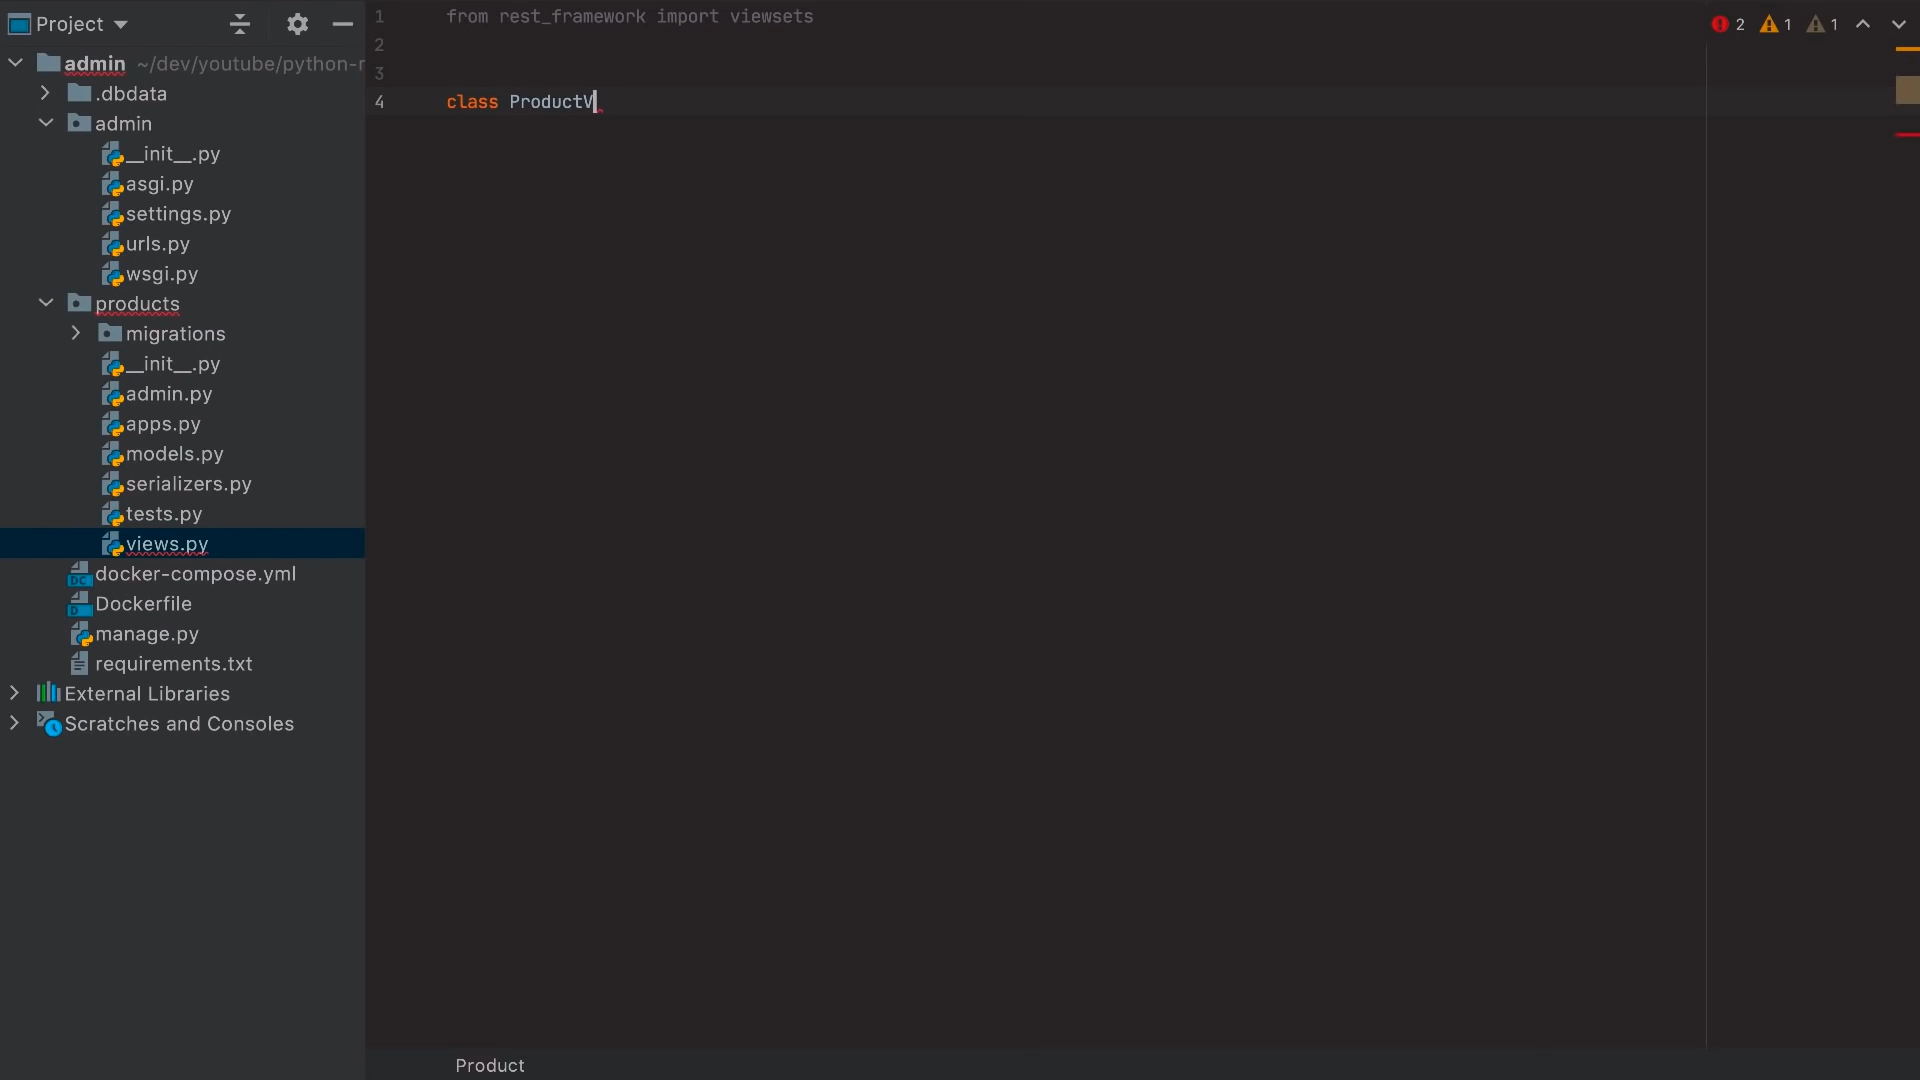 Project
admin ~/dev/youtube/python-r
.dbdata
admin
__init__.py
asgi.py
settings.py
urls.py
wsgi.py
products
migrations
__init__.py
admin.py
apps.py
models.py
serializers.py
tests.py
views.py
DC docker-compose.yml
D Dockerfile
manage.py
requirements.txt
External Libraries
Scratches and Consoles
1 from rest_framework import viewsets
2
3
4 class ProductV
2 1 1
Product